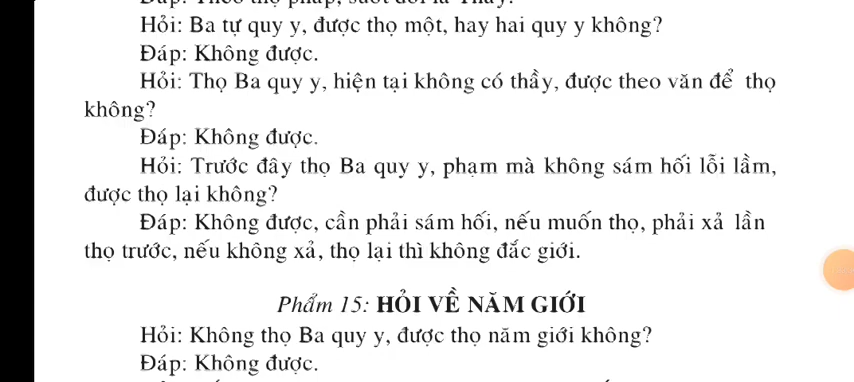 Hỏi: Ba tự quy y, được thọ một, hay hai quy y không?
Đáp: Không được.
Hỏi: Thọ Ba quy y, hiện tại không có thầy, được theo văn để thọ
không?
Đáp: Không được.
Hỏi: Trước đây thọ Ba quy y, phạm mà không sám hối lỗi lầm,
được thọ lại không?
Đáp: Không được, cần phải sám hối, nếu muốn thọ, phải xả lần
thọ trước, nếu không xả, thọ lại thì không đắc giới.
Phẩm 15: HỎI VỀ NĂM GIỚI
Hỏi: Không thọ Ba quy y, được thọ năm giới không?
Đáp: Không được.